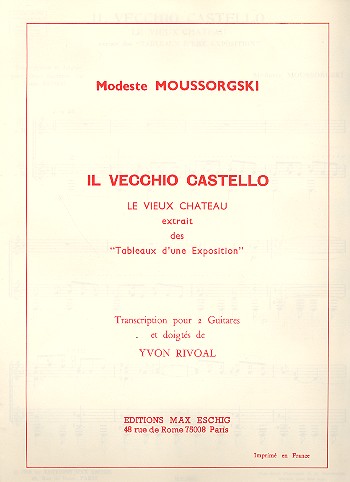 Modeste MOUSSORGSKI
IL VECCHIO CASTELLO
LE VIEUX CHATEAU
extrait
des
"Tableaux d'une Exposition"
Transcription pour 2 Guitares
et doigtés de
YVON RIVOAL
EDITIONS MAX ESCHIG
48 rue de Rome 75008 Paris
Imprimé en France